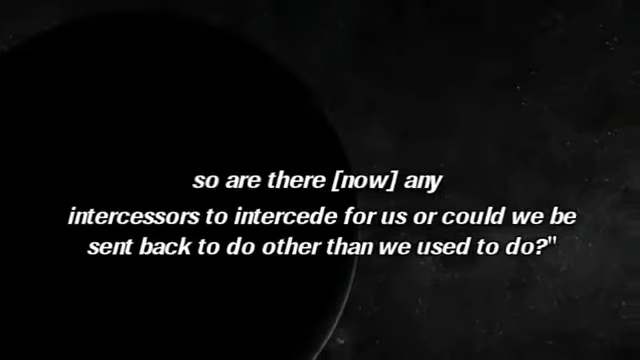 so are there [now] any
intercessors to intercede for us or could we be
sent back to do other than we used to do?"